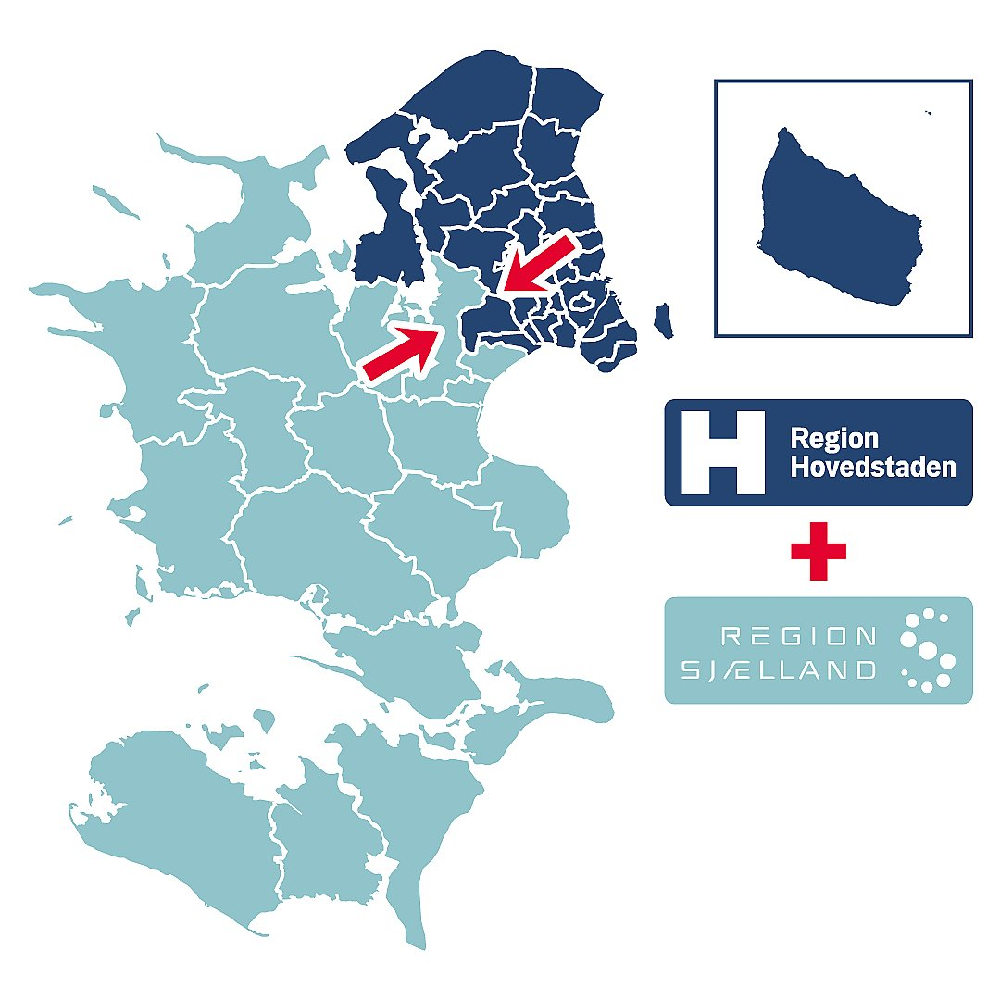 H
Region
Hovedstaden
+
REGION
SJÆLLAND